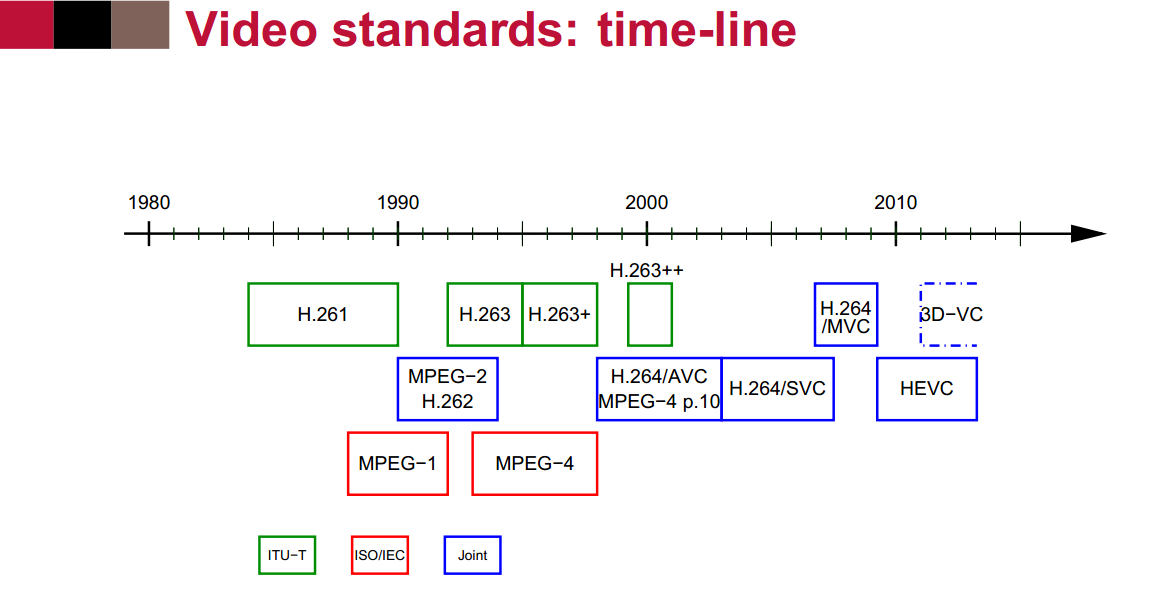 Video standards: time-line
1980
1990
2000
2010
H.263++
H.261
H.263
H.263+
H.264
/MVC
3D−VC
MPEG−2
H.262
H.264/AVC
MPEG−4 p.10
H.264/SVC
HEVC
MPEG−1
MPEG−4
ITU−T
ISO/IEC
Joint